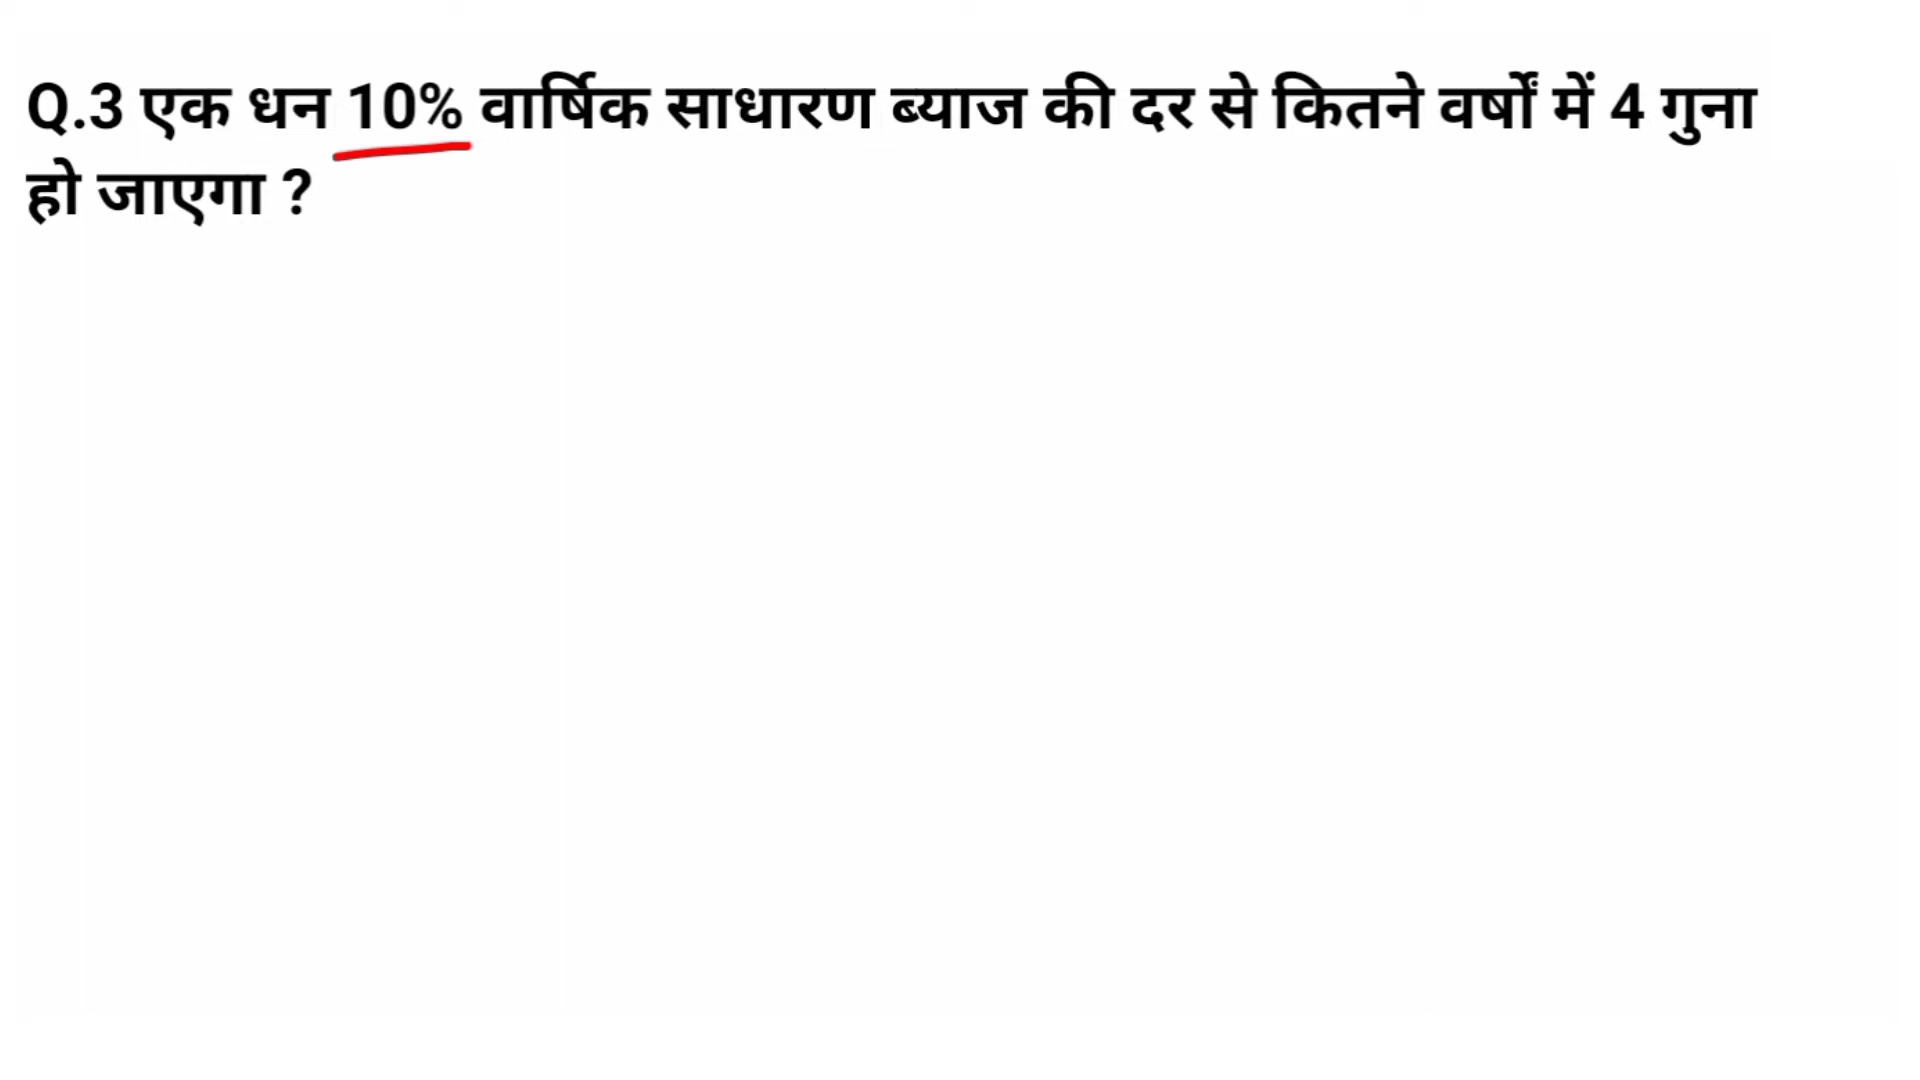 Q.3 एक धन 10% वार्षिक साधारण ब्याज की दर से कितने वर्षों में 4 गुना
हो जाएगा ?